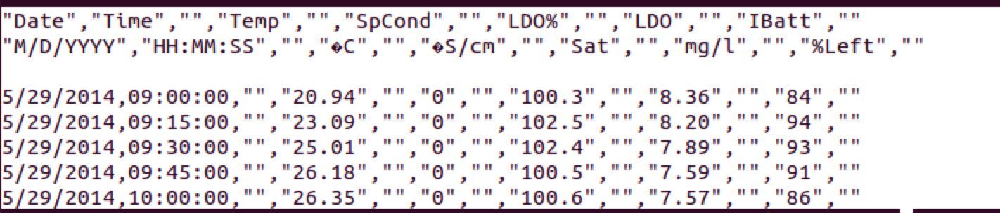 "Date","Time","","Temp","","SpCond","","LDO%","","LDO","","IBatt",""
"M/D/YYYY","HH:MM:SS","","�C","","�S/cm","","Sat","","mg/l","","%Left",""
5/29/2014,09:00:00,"","20.94","","0","","100.3","","8.36","","84",""
5/29/2014,09:15:00,"","23.09","","0","","102.5","","8.20","","94",""
5/29/2014,09:30:00,"","25.01","","0","","102.4","","7.89","","93",""
5/29/2014,09:45:00,"","26.18","","0","","100.5","","7.59","","91",""
5/29/2014,10:00:00,"","26.35","","0","","100.6","","7.57","","86",""